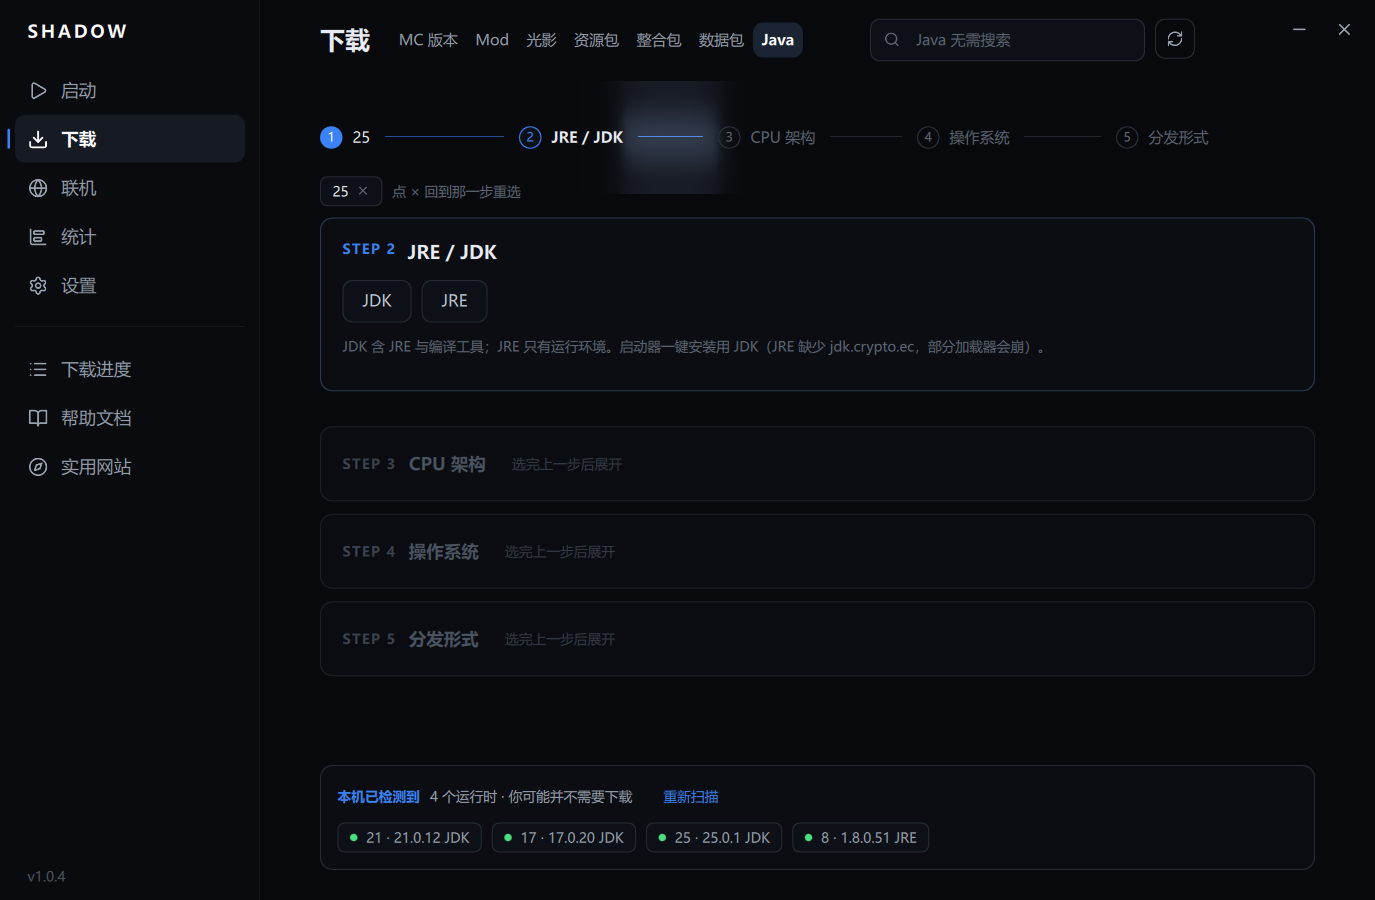 SHADOW
启动
下载
联机
统计
设置
下载进度
帮助文档
实用网站
v1.0.4
下载 MC 版本 Mod 光影 资源包 整合包 数据包 Java
Java 无需搜索
1 25 2 JRE / JDK 3 CPU 架构 4 操作系统 5 分发形式
25 × 点 × 回到那一步重选
STEP 2 JRE / JDK
JDK JRE
JDK 含 JRE 与编译工具；JRE 只有运行环境。启动器一键安装用 JDK（JRE 缺少 jdk.crypto.ec，部分加载器会崩）。
STEP 3 CPU 架构 选完上一步后展开
STEP 4 操作系统 选完上一步后展开
STEP 5 分发形式 选完上一步后展开
本机已检测到 4 个运行时 · 你可能并不需要下载 重新扫描
21 · 21.0.12 JDK 17 · 17.0.20 JDK 25 · 25.0.1 JDK 8 · 1.8.0.51 JRE